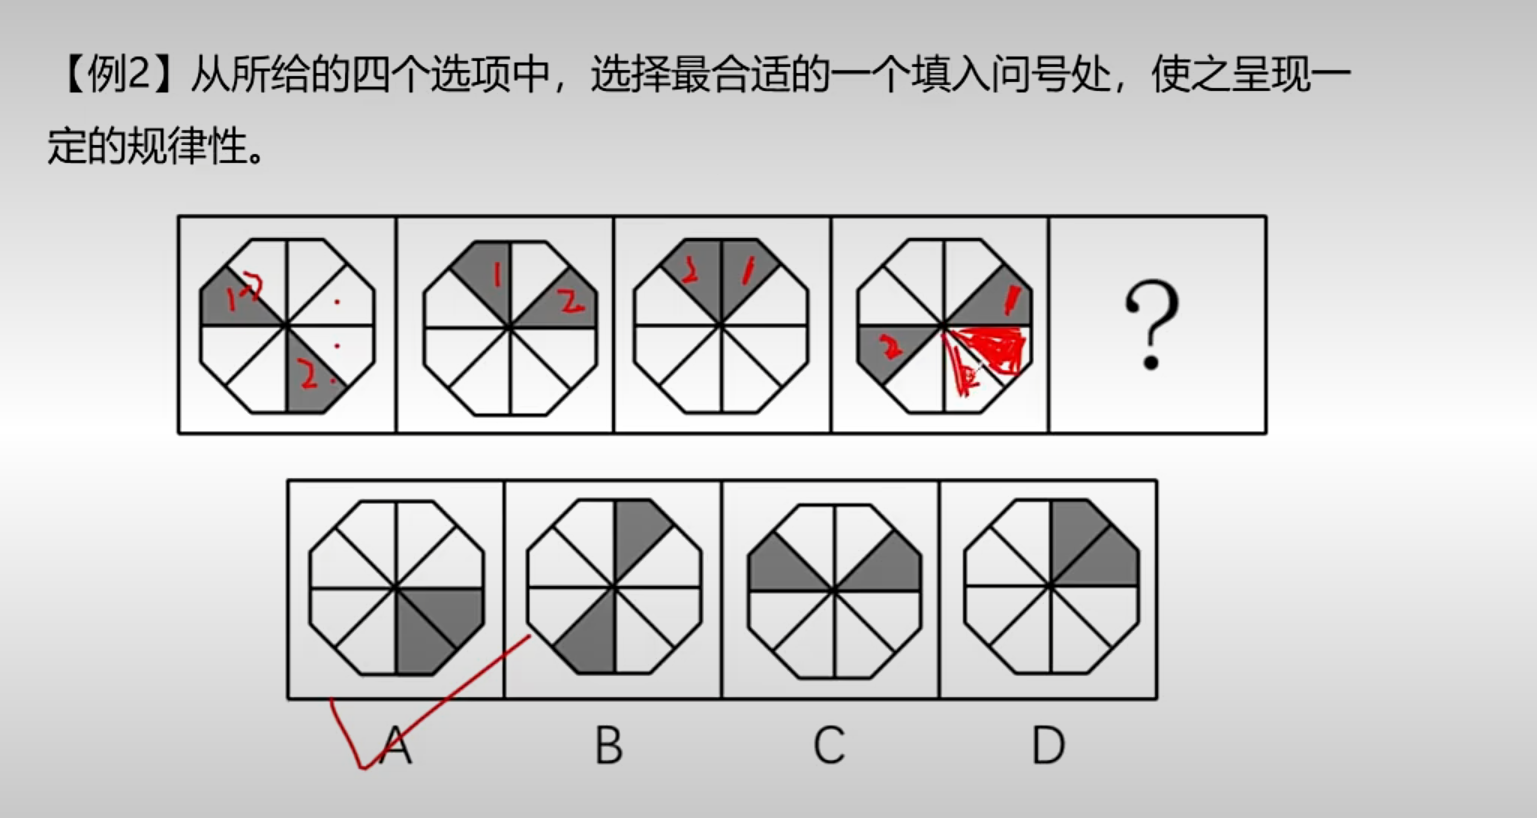 【例2】从所给的四个选项中，选择最合适的一个填入问号处，使之呈现一
定的规律性。
1 2 1 2 2 1 2 1 ?
2
A B C D